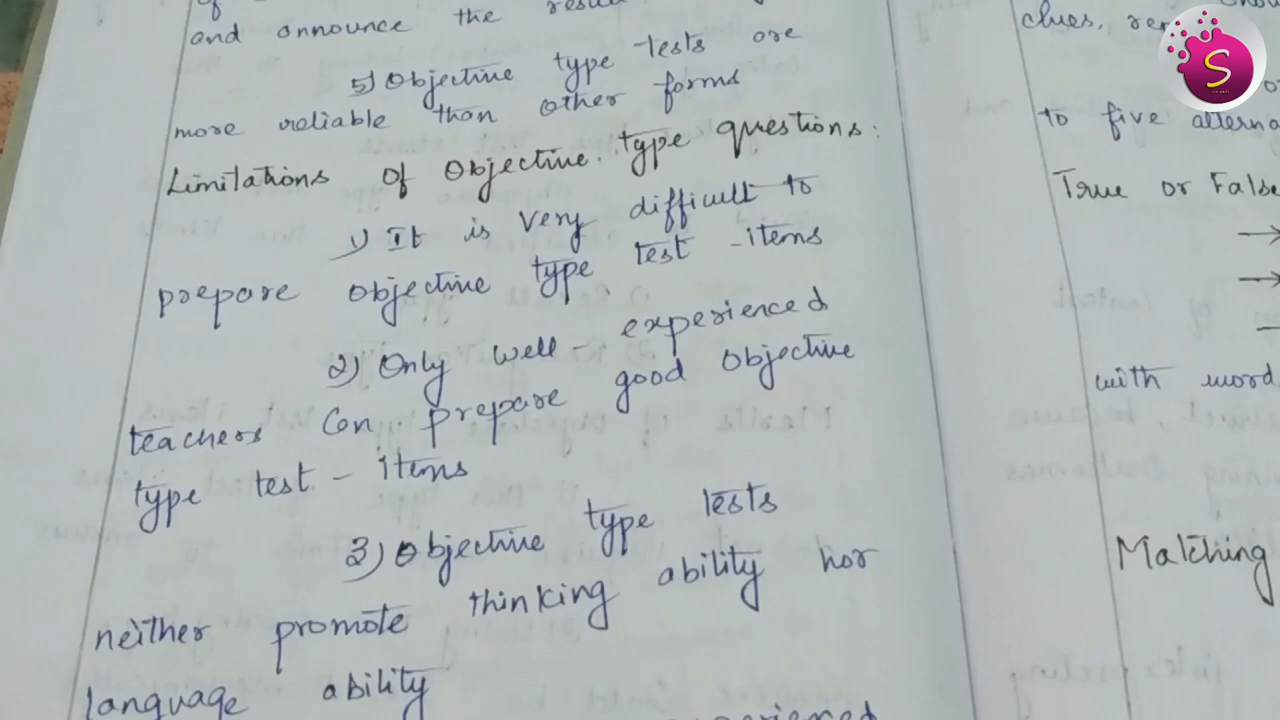 and announce the result
5) Objective type tests are
more reliable than other forms
Limitations of Objective type questions:
1) It is very difficult to
prepare objective type test-items
2) Only well-experienced
teachers can prepare good objective
type test-items
3) Objective type tests
neither promote thinking ability nor
language ability
clues,
to five
True or False
→
→
with word
Matching
S